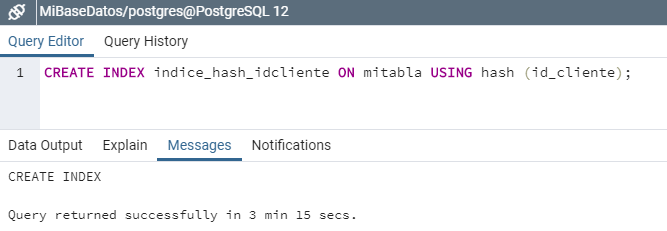 MiBaseDatos/postgres@PostgreSQL 12
Query Editor Query History
1 CREATE INDEX indice_hash_idcliente ON mitabla USING hash (id_cliente);
Data Output Explain Messages Notifications
CREATE INDEX
Query returned successfully in 3 min 15 secs.